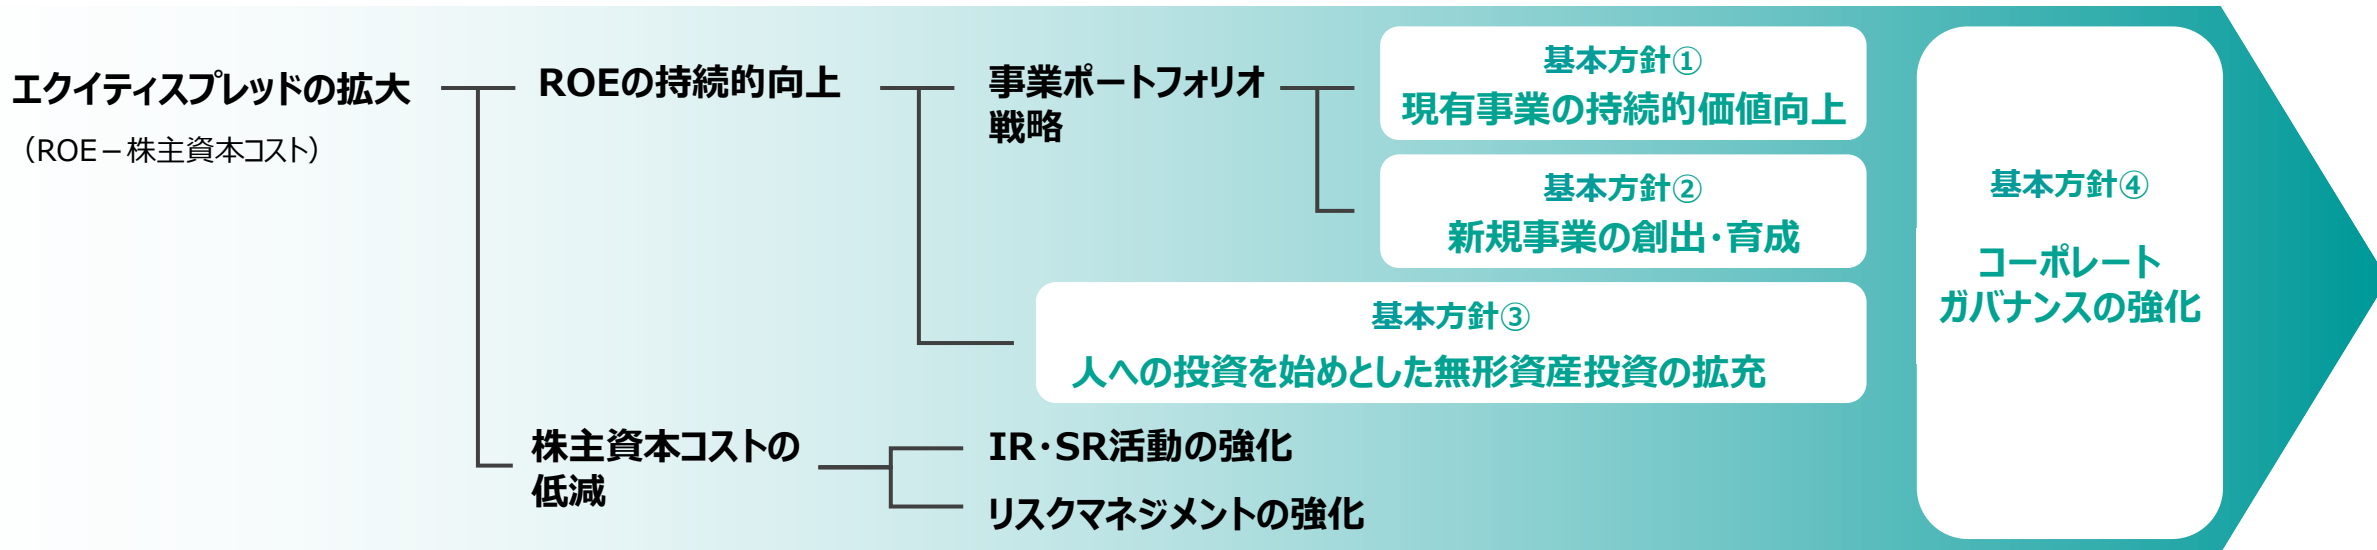 エクイティスプレッドの拡大
（ROE－株主資本コスト）
ROEの持続的向上
事業ポートフォリオ
戦略
基本方針①
現有事業の持続的価値向上
基本方針②
新規事業の創出・育成
基本方針③
人への投資を始めとした無形資産投資の拡充
株主資本コストの
低減
IR・SR活動の強化
リスクマネジメントの強化
基本方針④
コーポレート
ガバナンスの強化